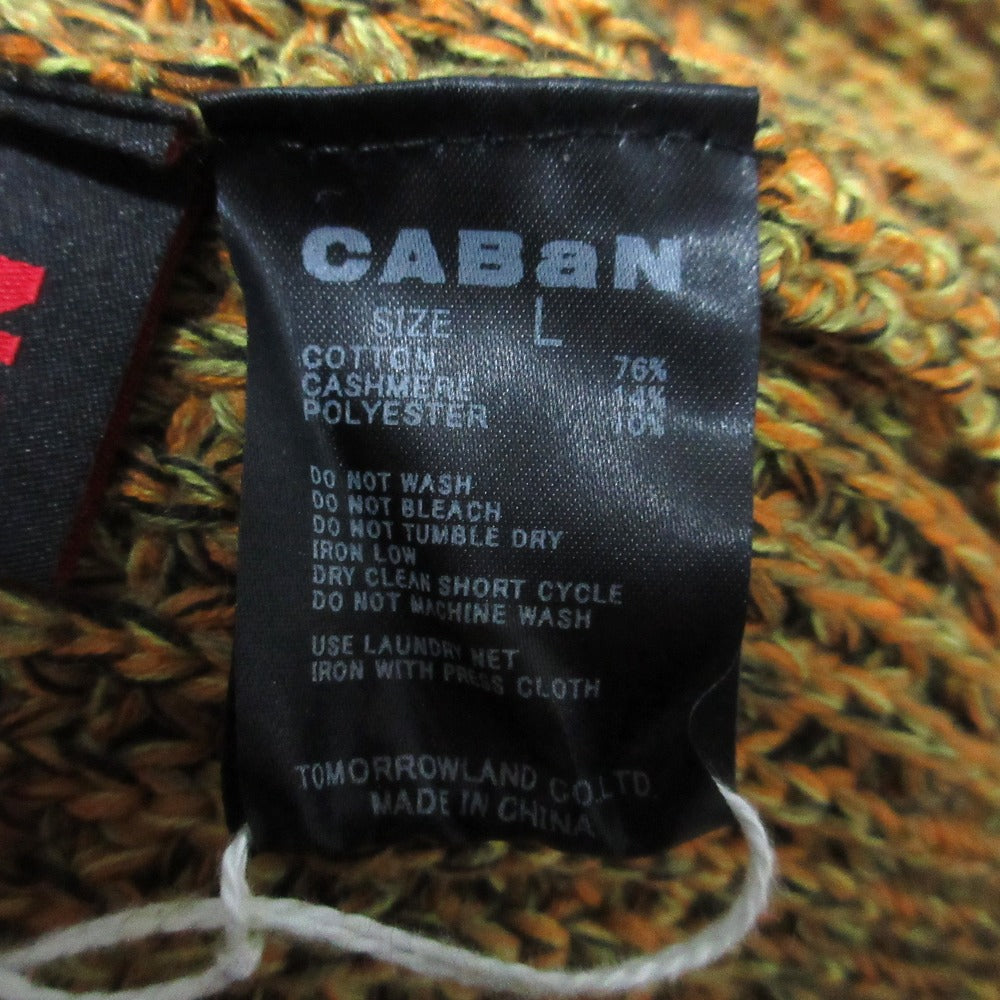 CABaN
SIZE L
COTTON 76%
CASHMERE 14%
POLYESTER 10%
DO NOT WASH
DO NOT BLEACH
DO NOT TUMBLE DRY
IRON LOW
DRY CLEAN SHORT CYCLE
DO NOT MACHINE WASH
USE LAUNDRY NET
IRON WITH PRESS CLOTH
TOMORROWLAND CO.,LTD.
MADE IN CHINA